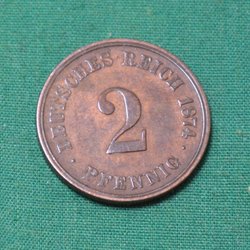 DEUTSCHES REICH 1874.
2
· PFENNIG ·